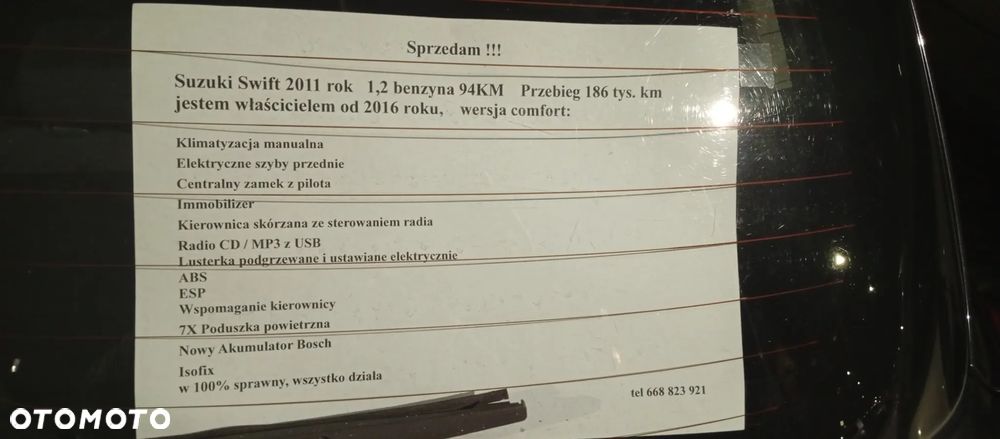 Sprzedam !!!
Suzuki Swift 2011 rok 1,2 benzyna 94KM Przebieg 186 tys. km
jestem właścicielem od 2016 roku, wersja comfort:
Klimatyzacja manualna
Elektryczne szyby przednie
Centralny zamek z pilota
Immobilizer
Kierownica skórzana ze sterowaniem radia
Radio CD / MP3 z USB
Lusterka podgrzewane i ustawiane elektrycznie
ABS
ESP
Wspomaganie kierownicy
7X Poduszka powietrzna
Nowy Akumulator Bosch
Isofix
w 100% sprawny, wszystko działa
tel 668 823 921
OTOMOTO